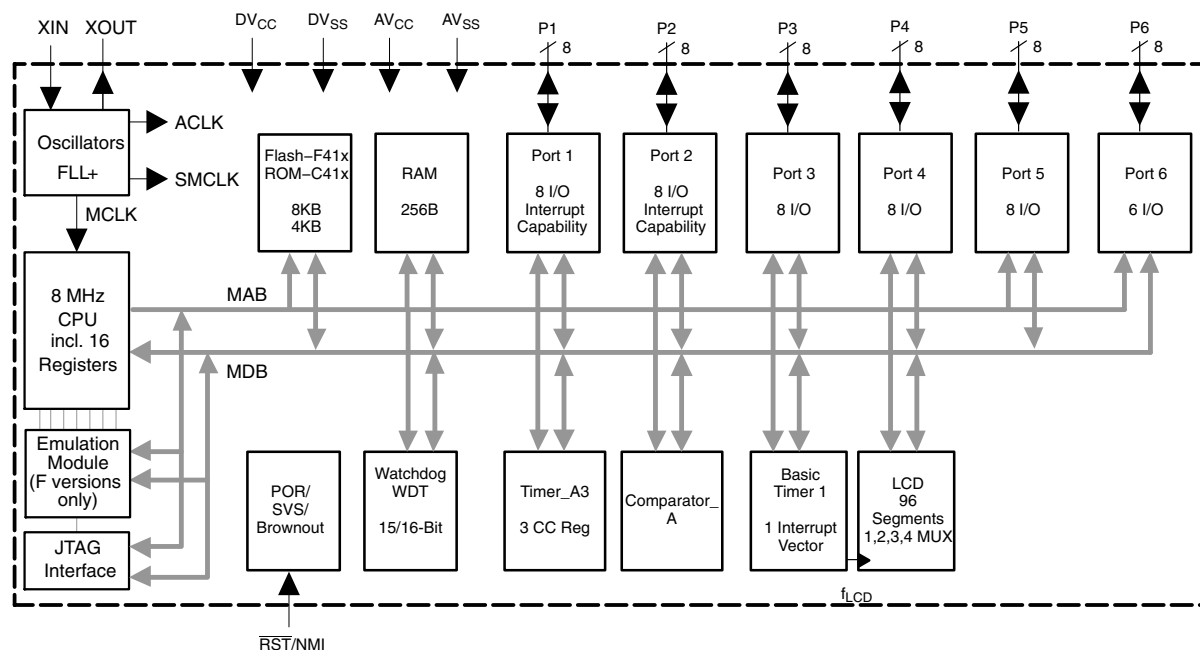 XIN XOUT DVCC DVSS AVCC AVSS P1 P2 P3 P4 P5 P6
8 8 8 8 8 8
Oscillators
FLL+
ACLK
SMCLK
MCLK
Flash–F41x
ROM–C41x
8KB
4KB
RAM
256B
Port 1
8 I/O
Interrupt
Capability
Port 2
8 I/O
Interrupt
Capability
Port 3
8 I/O
Port 4
8 I/O
Port 5
8 I/O
Port 6
6 I/O
8 MHz
CPU
incl. 16
Registers
MAB
MDB
Emulation
Module
(F versions
only)
JTAG
Interface
POR/
SVS/
Brownout
Watchdog
WDT
15/16-Bit
Timer_A3
3 CC Reg
Comparator_
A
Basic
Timer 1
1 Interrupt
Vector
LCD
96
Segments
1,2,3,4 MUX
fLCD
RST/NMI